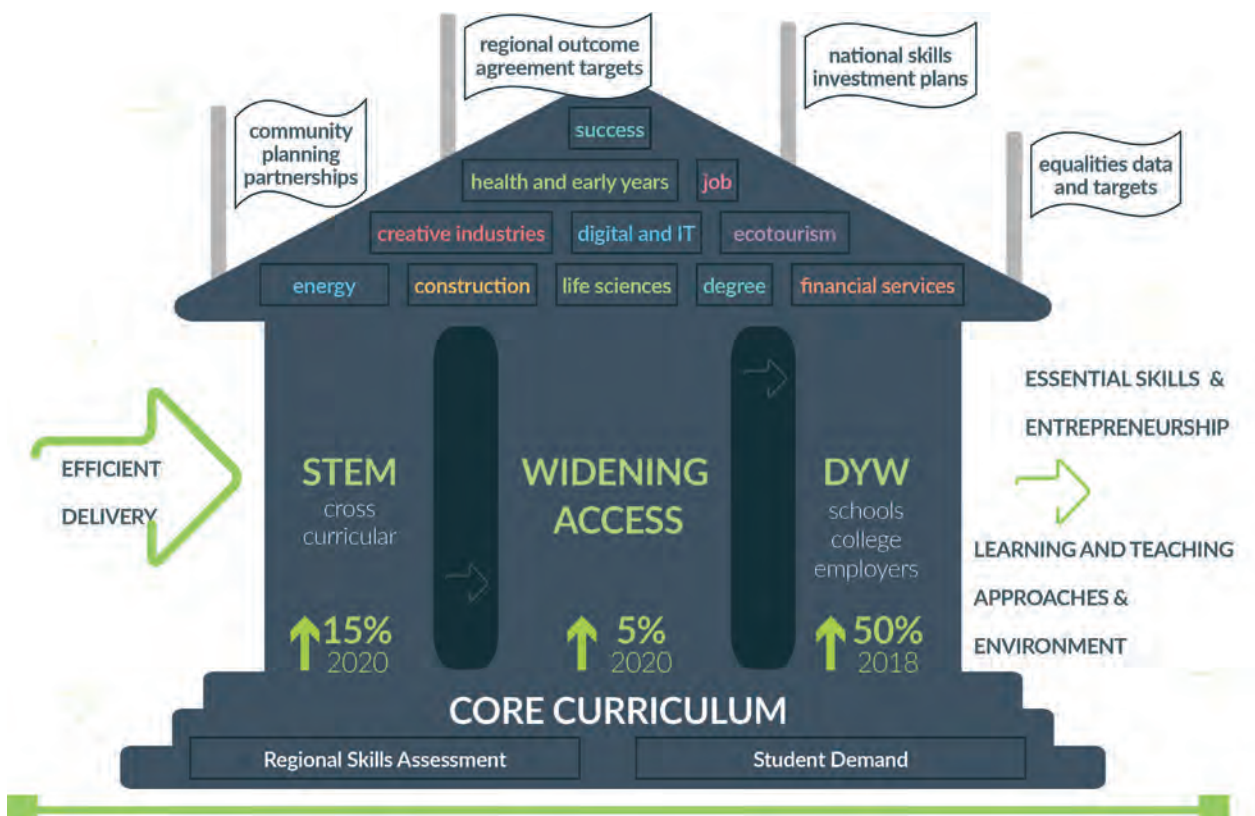 regional outcome
agreement targets
national skills
investment plans
community
planning
partnerships
equalities data
and targets
success
health and early years
job
creative industries
digital and IT
ecotourism
energy
construction
life sciences
degree
financial services
EFFICIENT
DELIVERY
STEM
cross
curricular
15%
2020
WIDENING
ACCESS
5%
2020
DYW
schools
college
employers
50%
2018
ESSENTIAL SKILLS &
ENTREPRENEURSHIP
LEARNING AND TEACHING
APPROACHES &
ENVIRONMENT
CORE CURRICULUM
Regional Skills Assessment
Student Demand